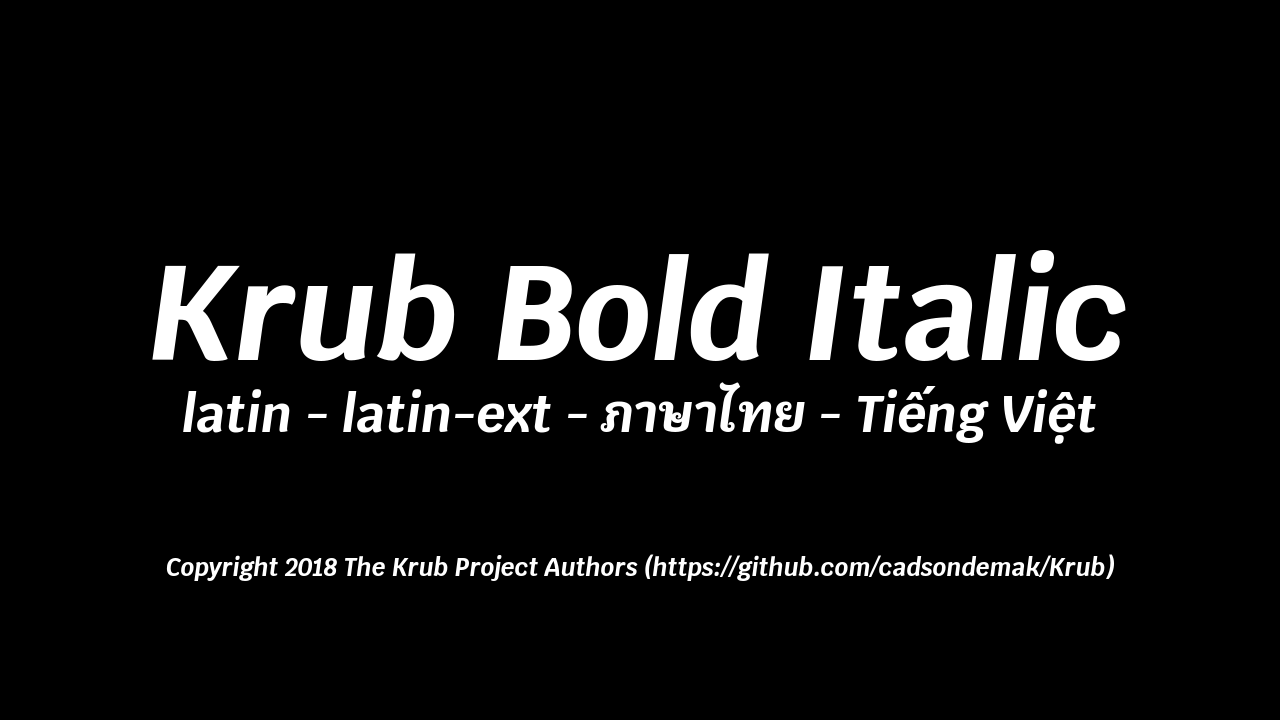 Krub Bold Italic
latin - latin-ext - ภาษาไทย - Tiếng Việt
Copyright 2018 The Krub Project Authors (https://github.com/cadsondemak/Krub)